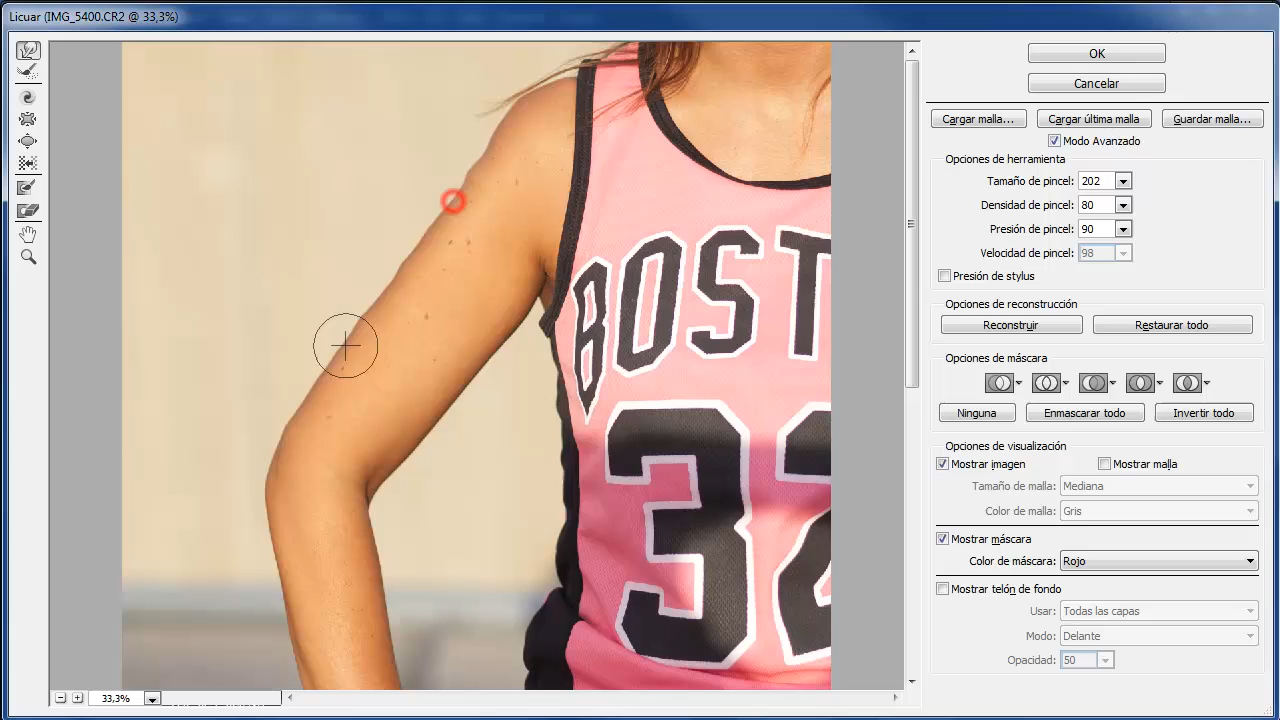 Licuar (IMG_5400.CR2 @ 33,3%)
OK
Cancelar
Cargar malla...
Cargar última malla
Guardar malla...
Modo Avanzado
Opciones de herramienta
Tamaño de pincel: 202
Densidad de pincel: 80
Presión de pincel: 90
Velocidad de pincel: 98
Presión de stylus
Opciones de reconstrucción
Reconstruir
Restaurar todo
Opciones de máscara
Ninguna
Enmascarar todo
Invertir todo
Opciones de visualización
Mostrar imagen
Mostrar malla
Tamaño de malla: Mediana
Color de malla: Gris
Mostrar máscara
Color de máscara: Rojo
Mostrar telón de fondo
Usar: Todas las capas
Modo: Delante
Opacidad: 50
BOST
32
33,3%